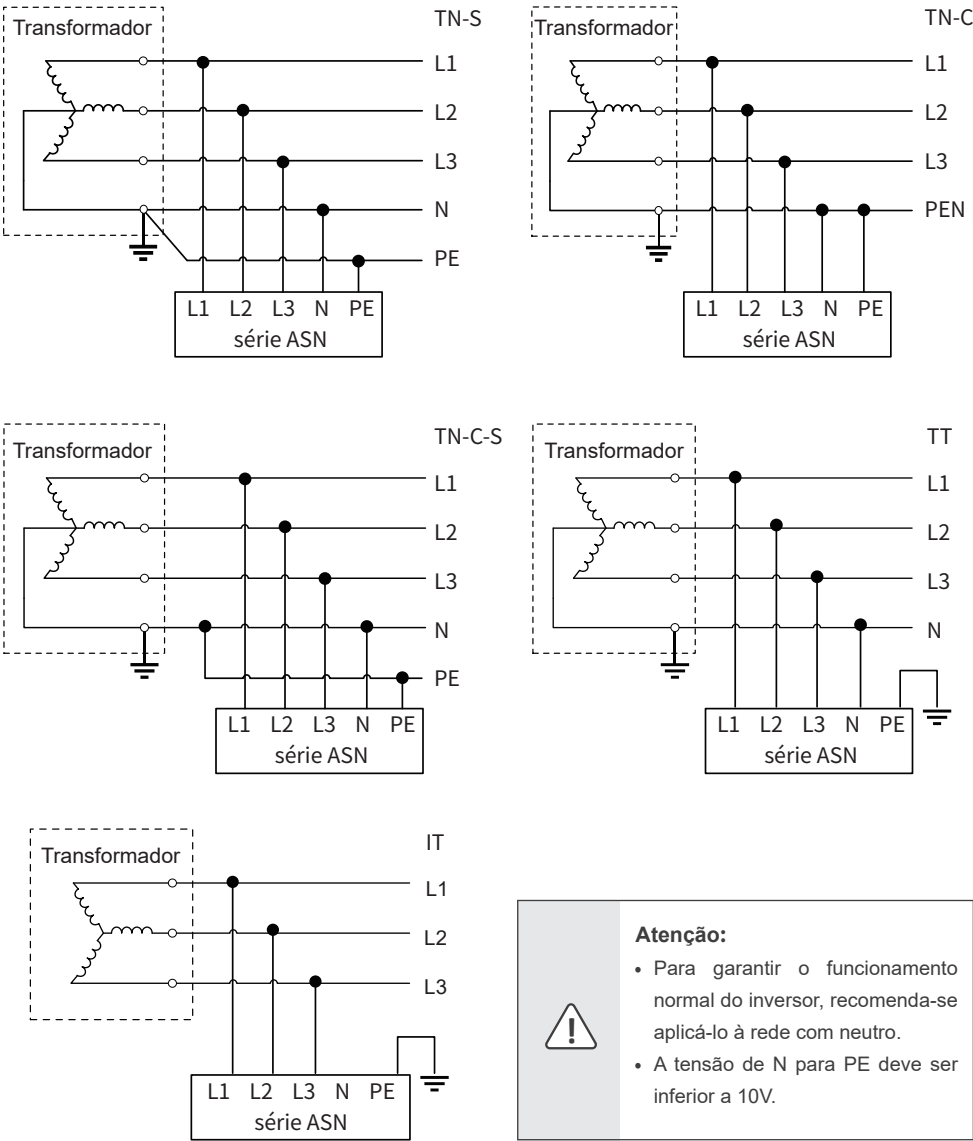 Transformador
TN-S
L1
L2
L3
N
PE
L1 L2 L3 N PE
série ASN
Transformador
TN-C
L1
L2
L3
PEN
L1 L2 L3 N PE
série ASN
Transformador
TN-C-S
L1
L2
L3
N
PE
L1 L2 L3 N PE
série ASN
Transformador
TT
L1
L2
L3
N
L1 L2 L3 N PE
série ASN
Transformador
IT
L1
L2
L3
L1 L2 L3 N PE
série ASN
Atenção:
• Para garantir o funcionamento
normal do inversor, recomenda-se
aplicá-lo à rede com neutro.
• A tensão de N para PE deve ser
inferior a 10V.